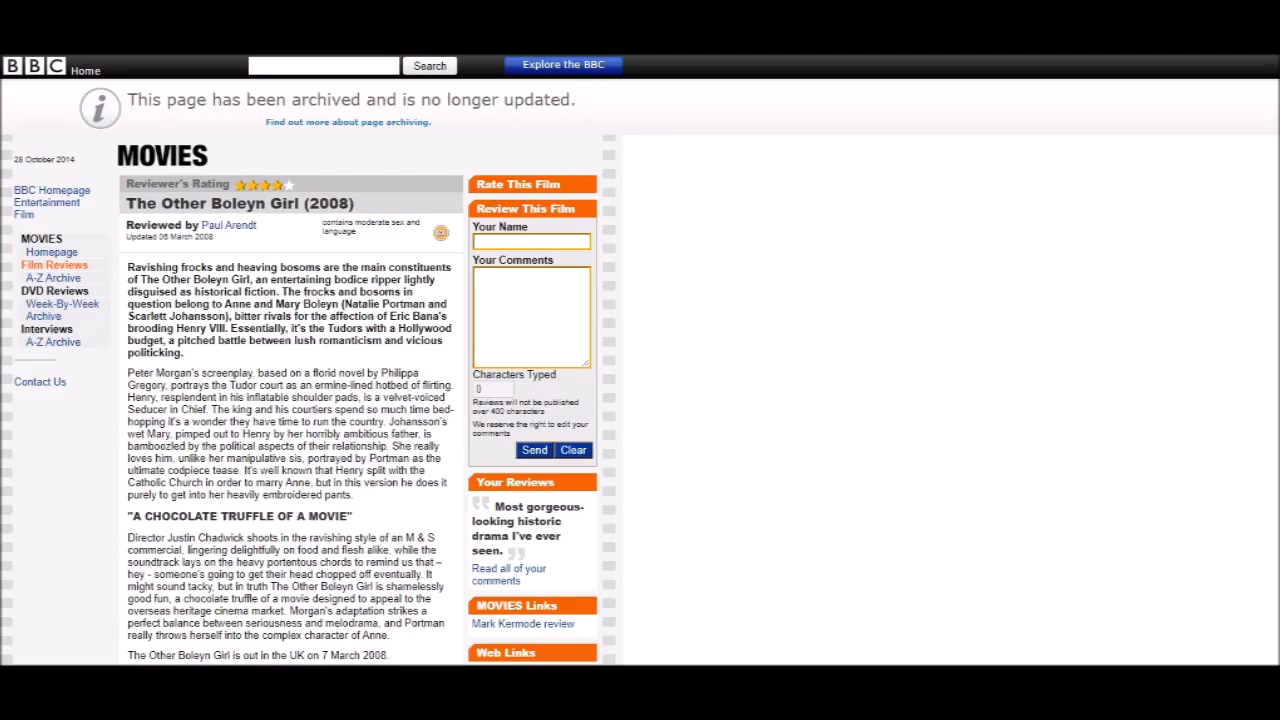 BBC Home
Search
Explore the BBC
This page has been archived and is no longer updated.
Find out more about page archiving.
28 October 2014
BBC Homepage
Entertainment
Film
MOVIES
Homepage
Film Reviews
A-Z Archive
DVD Reviews
Week-By-Week
Archive
Interviews
A-Z Archive
Contact Us
MOVIES
Reviewer's Rating
The Other Boleyn Girl (2008)
Reviewed by Paul Arendt
Updated 06 March 2008
contains moderate sex and
language
Ravishing frocks and heaving bosoms are the main constituents
of The Other Boleyn Girl, an entertaining bodice ripper lightly
disguised as historical fiction. The frocks and bosoms in
question belong to Anne and Mary Boleyn (Natalie Portman and
Scarlett Johansson), bitter rivals for the affection of Eric Bana's
brooding Henry VIII. Essentially, it's the Tudors with a Hollywood
budget, a pitched battle between lush romanticism and vicious
politicking.
Peter Morgan's screenplay, based on a florid novel by Philippa
Gregory, portrays the Tudor court as an ermine-lined hotbed of flirting.
Henry, resplendent in his inflatable shoulder pads, is a velvet-voiced
Seducer in Chief. The king and his courtiers spend so much time bed-
hopping it's a wonder they have time to run the country. Johansson's
wet Mary, pimped out to Henry by her horribly ambitious father, is
bamboozled by the political aspects of their relationship. She really
loves him, unlike her manipulative sis, portrayed by Portman as the
ultimate codpiece tease. It's well known that Henry split with the
Catholic Church in order to marry Anne, but in this version he does it
purely to get into her heavily embroidered pants.
"A CHOCOLATE TRUFFLE OF A MOVIE"
Director Justin Chadwick shoots in the ravishing style of an M & S
commercial, lingering delightfully on food and flesh alike, while the
soundtrack lays on the heavy portentous chords to remind us that –
hey - someone's going to get their head chopped off eventually. It
might sound tacky, but in truth The Other Boleyn Girl is shamelessly
good fun, a chocolate truffle of a movie designed to appeal to the
overseas heritage cinema market. Morgan's adaptation strikes a
perfect balance between seriousness and melodrama, and Portman
really throws herself into the complex character of Anne.
The Other Boleyn Girl is out in the UK on 7 March 2008.
Rate This Film
Review This Film
Your Name
Your Comments
Characters Typed
0
Reviews will not be published
over 400 characters
We reserve the right to edit your
comments
Send Clear
Your Reviews
" Most gorgeous-
looking historic
drama I've ever
seen. "
Read all of your
comments
MOVIES Links
Mark Kermode review
Web Links